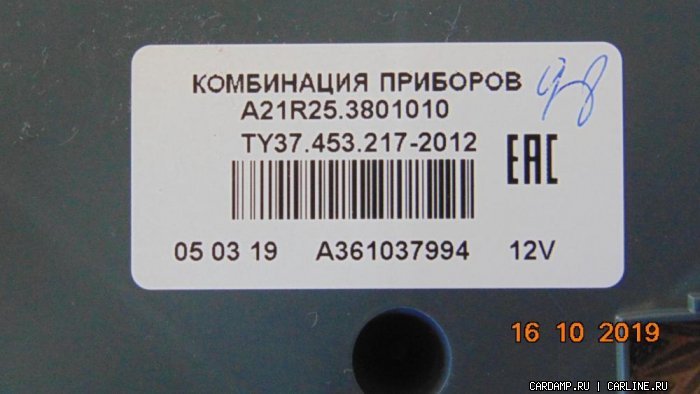 КОМБИНАЦИЯ ПРИБОРОВ
A21R25.3801010
ТУ37.453.217-2012
EAC
05 03 19 A361037994 12V
16 10 2019
CARDAMP.RU | CARLINE.RU